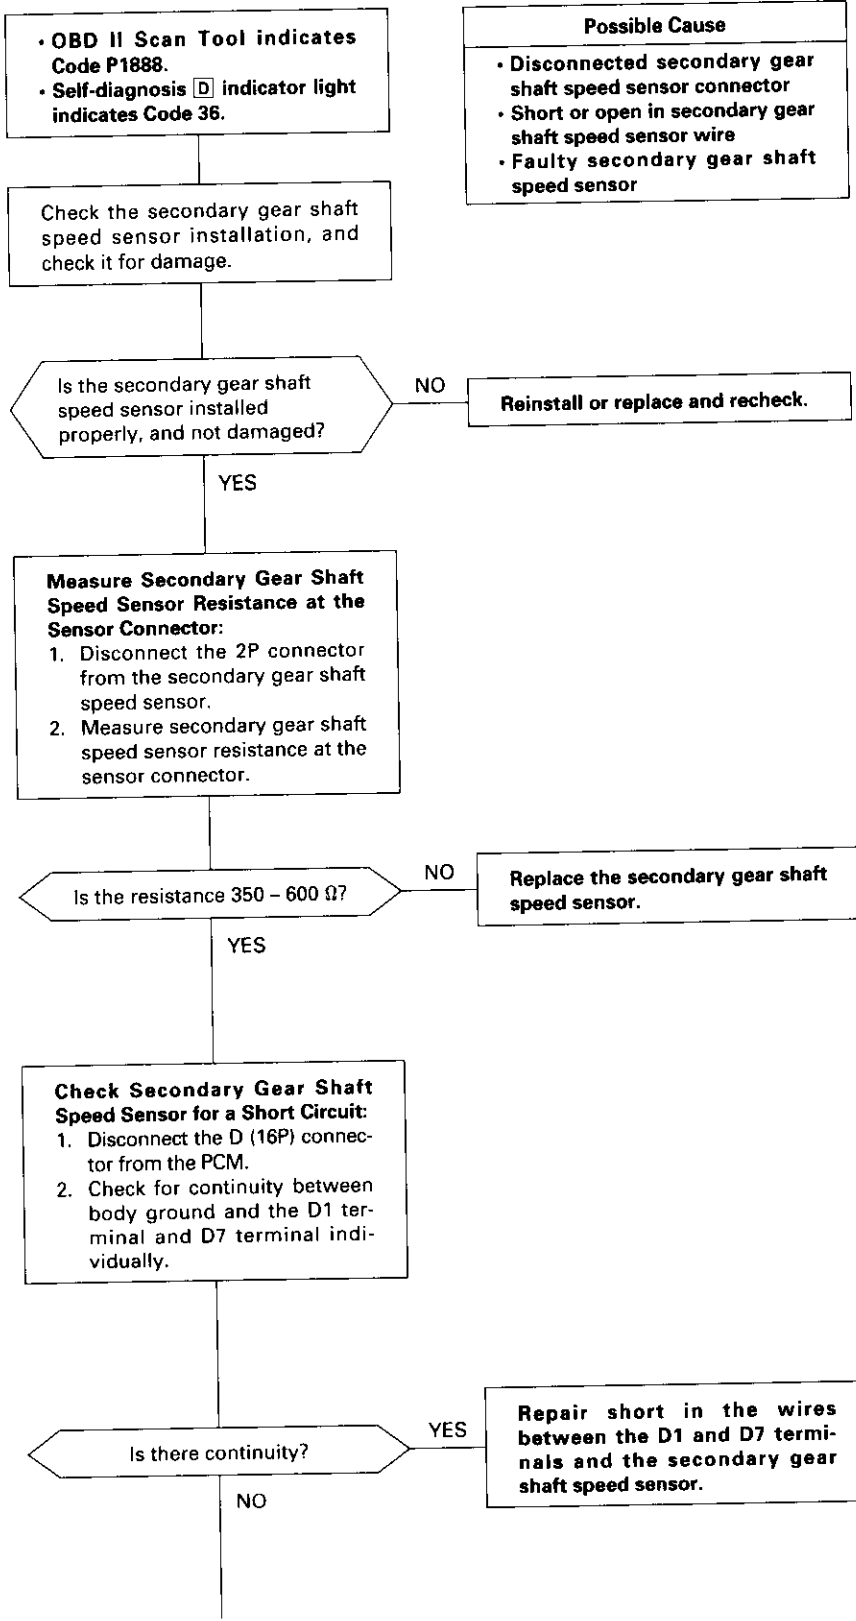 • OBD II Scan Tool indicates
Code P1888.
• Self-diagnosis D indicator light
indicates Code 36.
Possible Cause
• Disconnected secondary gear
shaft speed sensor connector
• Short or open in secondary gear
shaft speed sensor wire
• Faulty secondary gear shaft
speed sensor
Check the secondary gear shaft
speed sensor installation, and
check it for damage.
Is the secondary gear shaft
speed sensor installed
properly, and not damaged?
NO
Reinstall or replace and recheck.
YES
Measure Secondary Gear Shaft
Speed Sensor Resistance at the
Sensor Connector:
1. Disconnect the 2P connector
from the secondary gear shaft
speed sensor.
2. Measure secondary gear shaft
speed sensor resistance at the
sensor connector.
Is the resistance 350 – 600 Ω?
NO
Replace the secondary gear shaft
speed sensor.
YES
Check Secondary Gear Shaft
Speed Sensor for a Short Circuit:
1. Disconnect the D (16P) connec-
tor from the PCM.
2. Check for continuity between
body ground and the D1 ter-
minal and D7 terminal indi-
vidually.
Is there continuity?
YES
Repair short in the wires
between the D1 and D7 termi-
nals and the secondary gear
shaft speed sensor.
NO